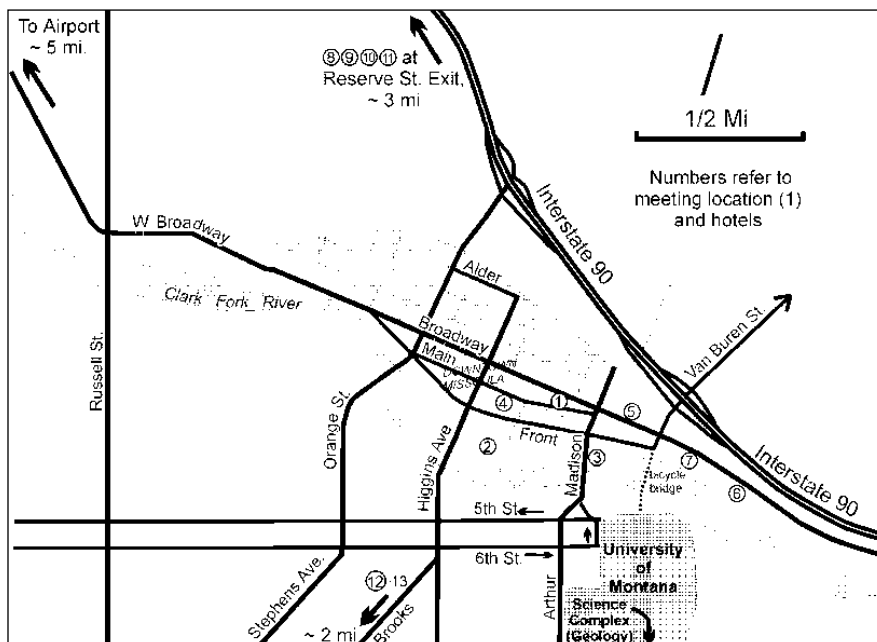 To Airport
~ 5 mi.
⑧⑨⑩⑪ at
Reserve St. Exit,
~ 3 mi
1/2 Mi
Numbers refer to
meeting location (1)
and hotels
Interstate 90
W Broadway
Alder
Clark Fork River
Van Buren St.
Broadway
Main
DOWNTOWN
MISSOULA
Russell St.
④
①
⑤
Orange St.
Front
Higgins Ave
②
Madison
③
⑦
bicycle
bridge
⑥
Interstate 90
5th St
6th St.
University
of
Montana
Stephens Ave.
⑫ 13
~ 2 mi
Brooks
Arthur
Science
Complex
(Geology)